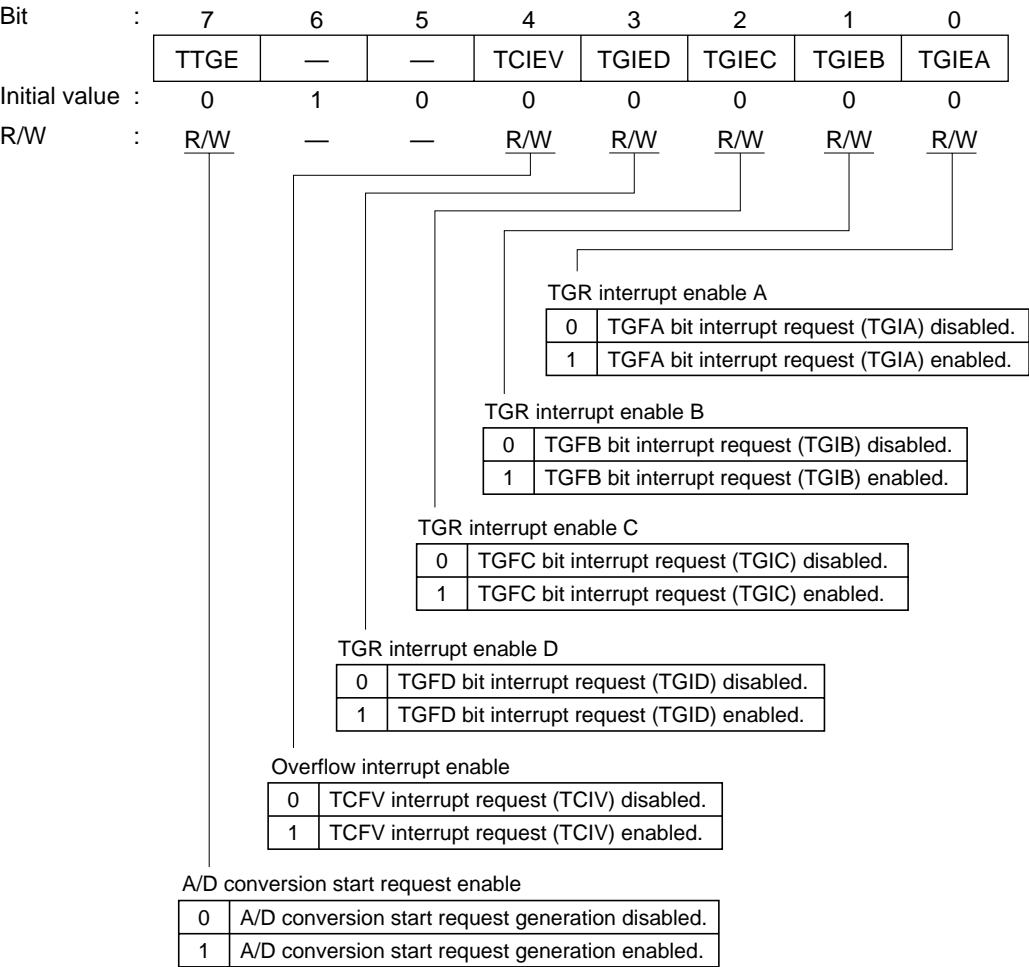 Bit : 7 6 5 4 3 2 1 0
TTGE — — TCIEV TGIED TGIEC TGIEB TGIEA
Initial value : 0 1 0 0 0 0 0 0
R/W : R/W — — R/W R/W R/W R/W R/W
TGR interrupt enable A
0 TGFA bit interrupt request (TGIA) disabled.
1 TGFA bit interrupt request (TGIA) enabled.
TGR interrupt enable B
0 TGFB bit interrupt request (TGIB) disabled.
1 TGFB bit interrupt request (TGIB) enabled.
TGR interrupt enable C
0 TGFC bit interrupt request (TGIC) disabled.
1 TGFC bit interrupt request (TGIC) enabled.
TGR interrupt enable D
0 TGFD bit interrupt request (TGID) disabled.
1 TGFD bit interrupt request (TGID) enabled.
Overflow interrupt enable
0 TCFV interrupt request (TCIV) disabled.
1 TCFV interrupt request (TCIV) enabled.
A/D conversion start request enable
0 A/D conversion start request generation disabled.
1 A/D conversion start request generation enabled.